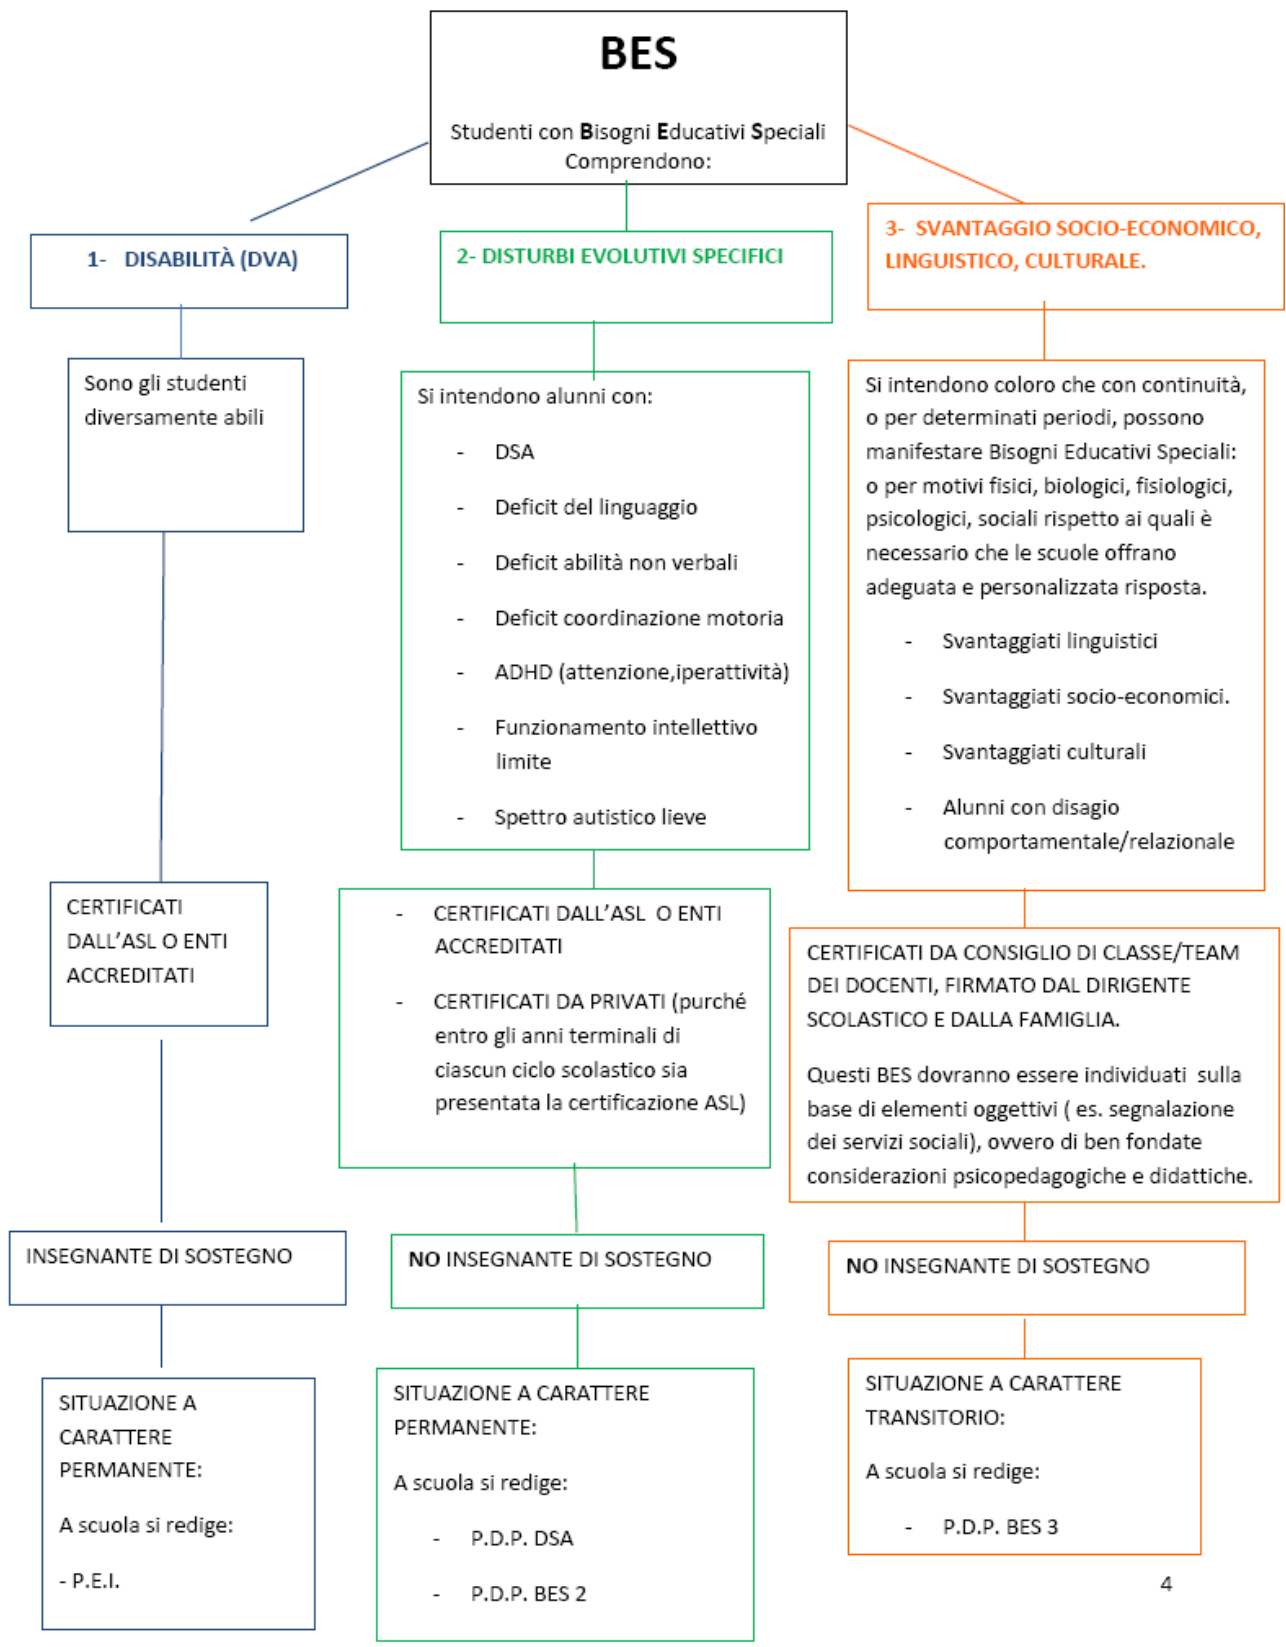 BES
Studenti con Bisogni Educativi Speciali
Comprendono:
1- DISABILITÀ (DVA)
Sono gli studenti
diversamente abili
CERTIFICATI
DALL'ASL O ENTI
ACCREDITATI
INSEGNANTE DI SOSTEGNO
SITUAZIONE A
CARATTERE
PERMANENTE:
A scuola si redige:
- P.E.I.
2- DISTURBI EVOLUTIVI SPECIFICI
Si intendono alunni con:
- DSA
- Deficit del linguaggio
- Deficit abilità non verbali
- Deficit coordinazione motoria
- ADHD (attenzione,iperattività)
- Funzionamento intellettivo
limite
- Spettro autistico lieve
- CERTIFICATI DALL'ASL O ENTI
ACCREDITATI
- CERTIFICATI DA PRIVATI (purché
entro gli anni terminali di
ciascun ciclo scolastico sia
presentata la certificazione ASL)
NO INSEGNANTE DI SOSTEGNO
SITUAZIONE A CARATTERE
PERMANENTE:
A scuola si redige:
- P.D.P. DSA
- P.D.P. BES 2
3- SVANTAGGIO SOCIO-ECONOMICO,
LINGUISTICO, CULTURALE.
Si intendono coloro che con continuità,
o per determinati periodi, possono
manifestare Bisogni Educativi Speciali:
o per motivi fisici, biologici, fisiologici,
psicologici, sociali rispetto ai quali è
necessario che le scuole offrano
adeguata e personalizzata risposta.
- Svantaggiati linguistici
- Svantaggiati socio-economici.
- Svantaggiati culturali
- Alunni con disagio
comportamentale/relazionale
CERTIFICATI DA CONSIGLIO DI CLASSE/TEAM
DEI DOCENTI, FIRMATO DAL DIRIGENTE
SCOLASTICO E DALLA FAMIGLIA.
Questi BES dovranno essere individuati sulla
base di elementi oggettivi ( es. segnalazione
dei servizi sociali), ovvero di ben fondate
considerazioni psicopedagogiche e didattiche.
NO INSEGNANTE DI SOSTEGNO
SITUAZIONE A CARATTERE
TRANSITORIO:
A scuola si redige:
- P.D.P. BES 3
4